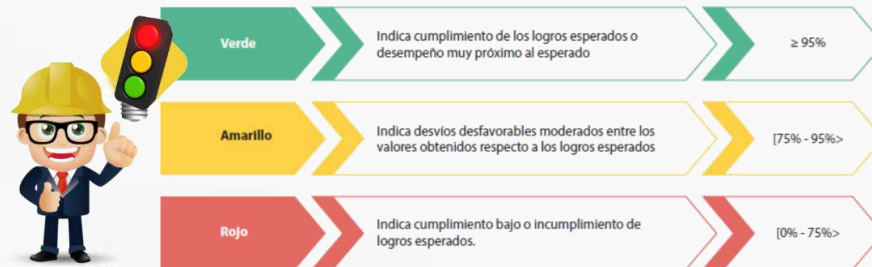 Verde
Indica cumplimiento de los logros esperados o
desempeño muy próximo al esperado
≥ 95%
Amarillo
Indica desvíos desfavorables moderados entre los
valores obtenidos respecto a los logros esperados
[75% - 95%>
Rojo
Indica cumplimiento bajo o incumplimiento de
logros esperados.
[0% - 75%>